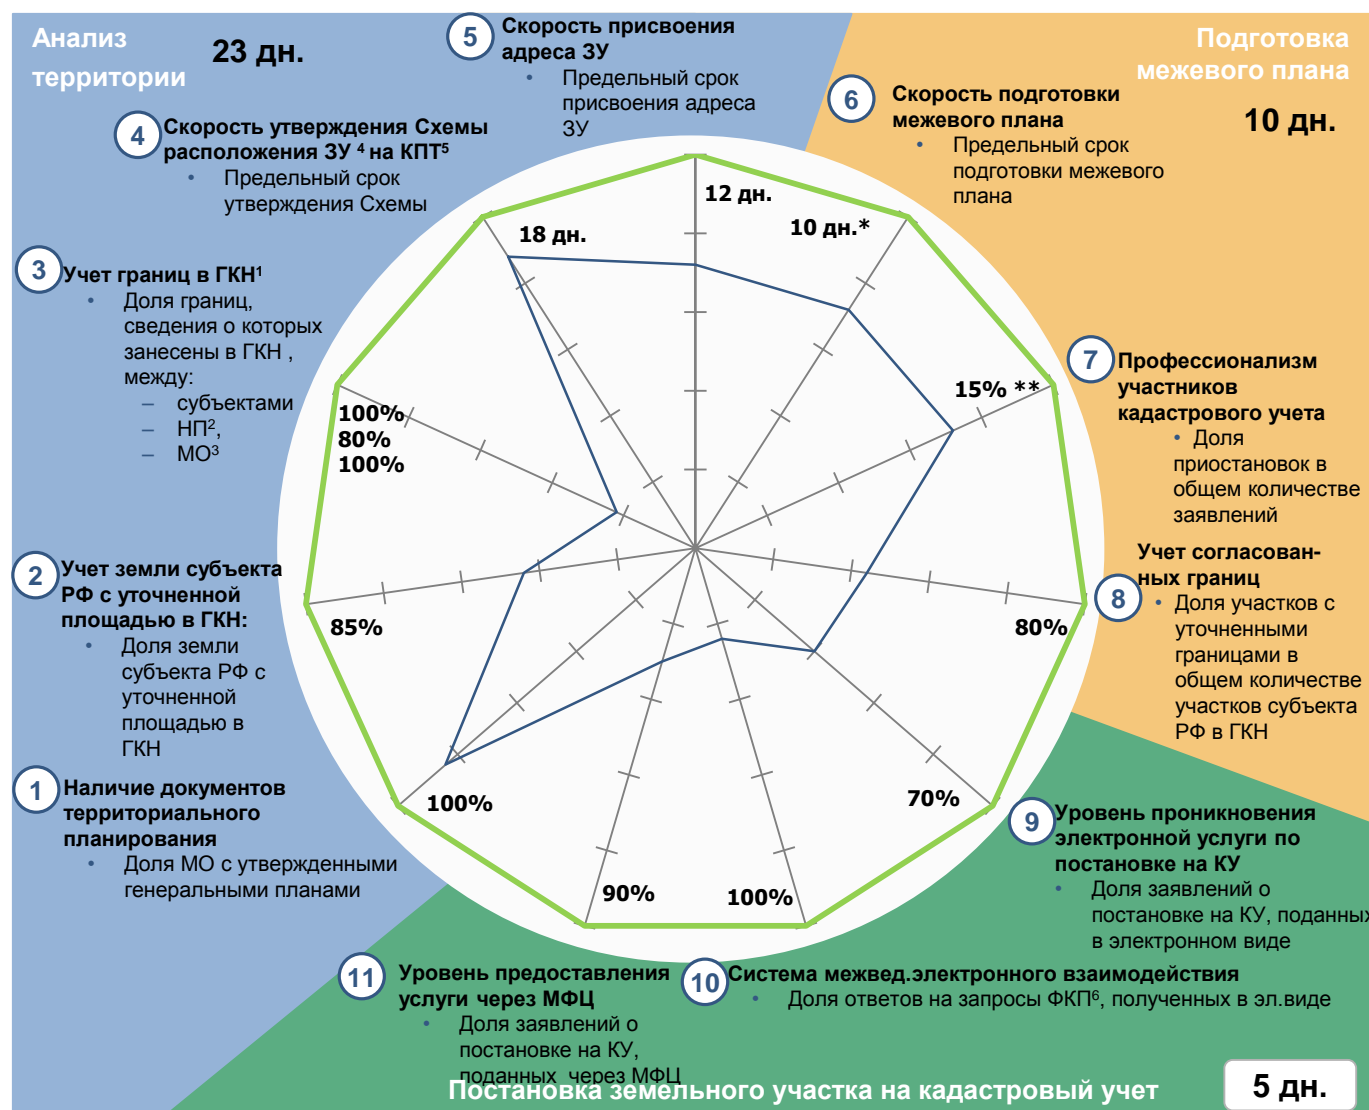 Анализ
территории
23 дн.
5
Скорость присвоения
адреса ЗУ
• Предельный срок
присвоения адреса
ЗУ
Подготовка
межевого плана
10 дн.
6
Скорость подготовки
межевого плана
• Предельный срок
подготовки межевого
плана
4
Скорость утверждения Схемы
расположения ЗУ ⁴ на КПТ⁵
• Предельный срок
утверждения Схемы
12 дн.
10 дн.*
18 дн.
3
Учет границ в ГКН¹
• Доля границ,
сведения о которых
занесены в ГКН ,
между:
– субъектами
– НП²,
– МО³
100%
80%
100%
15% **
7
Профессионализм
участников
кадастрового учета
• Доля
приостановок в
общем количестве
заявлений
2
Учет земли субъекта
РФ с уточненной
площадью в ГКН:
• Доля земли
субъекта РФ с
уточненной
площадью в
ГКН
85%
80%
8
Учет согласован-
ных границ
• Доля участков с
уточненными
границами в
общем количестве
участков субъекта
РФ в ГКН
1
Наличие документов
территориального
планирования
• Доля МО с утвержденными
генеральными планами
100%
70%
9
Уровень проникновения
электронной услуги по
постановке на КУ
• Доля заявлений о
постановке на КУ, поданных
в электронном виде
90%
100%
11
Уровень предоставления
услуги через МФЦ
• Доля заявлений о
постановке на КУ,
поданных через МФЦ
10
Система межвед.электронного взаимодействия
• Доля ответов на запросы ФКП⁶, полученных в эл.виде
Постановка земельного участка на кадастровый учет
5 дн.